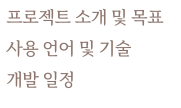 프로젝트 소개 및 목표
사용 언어 및 기술
개발 일정